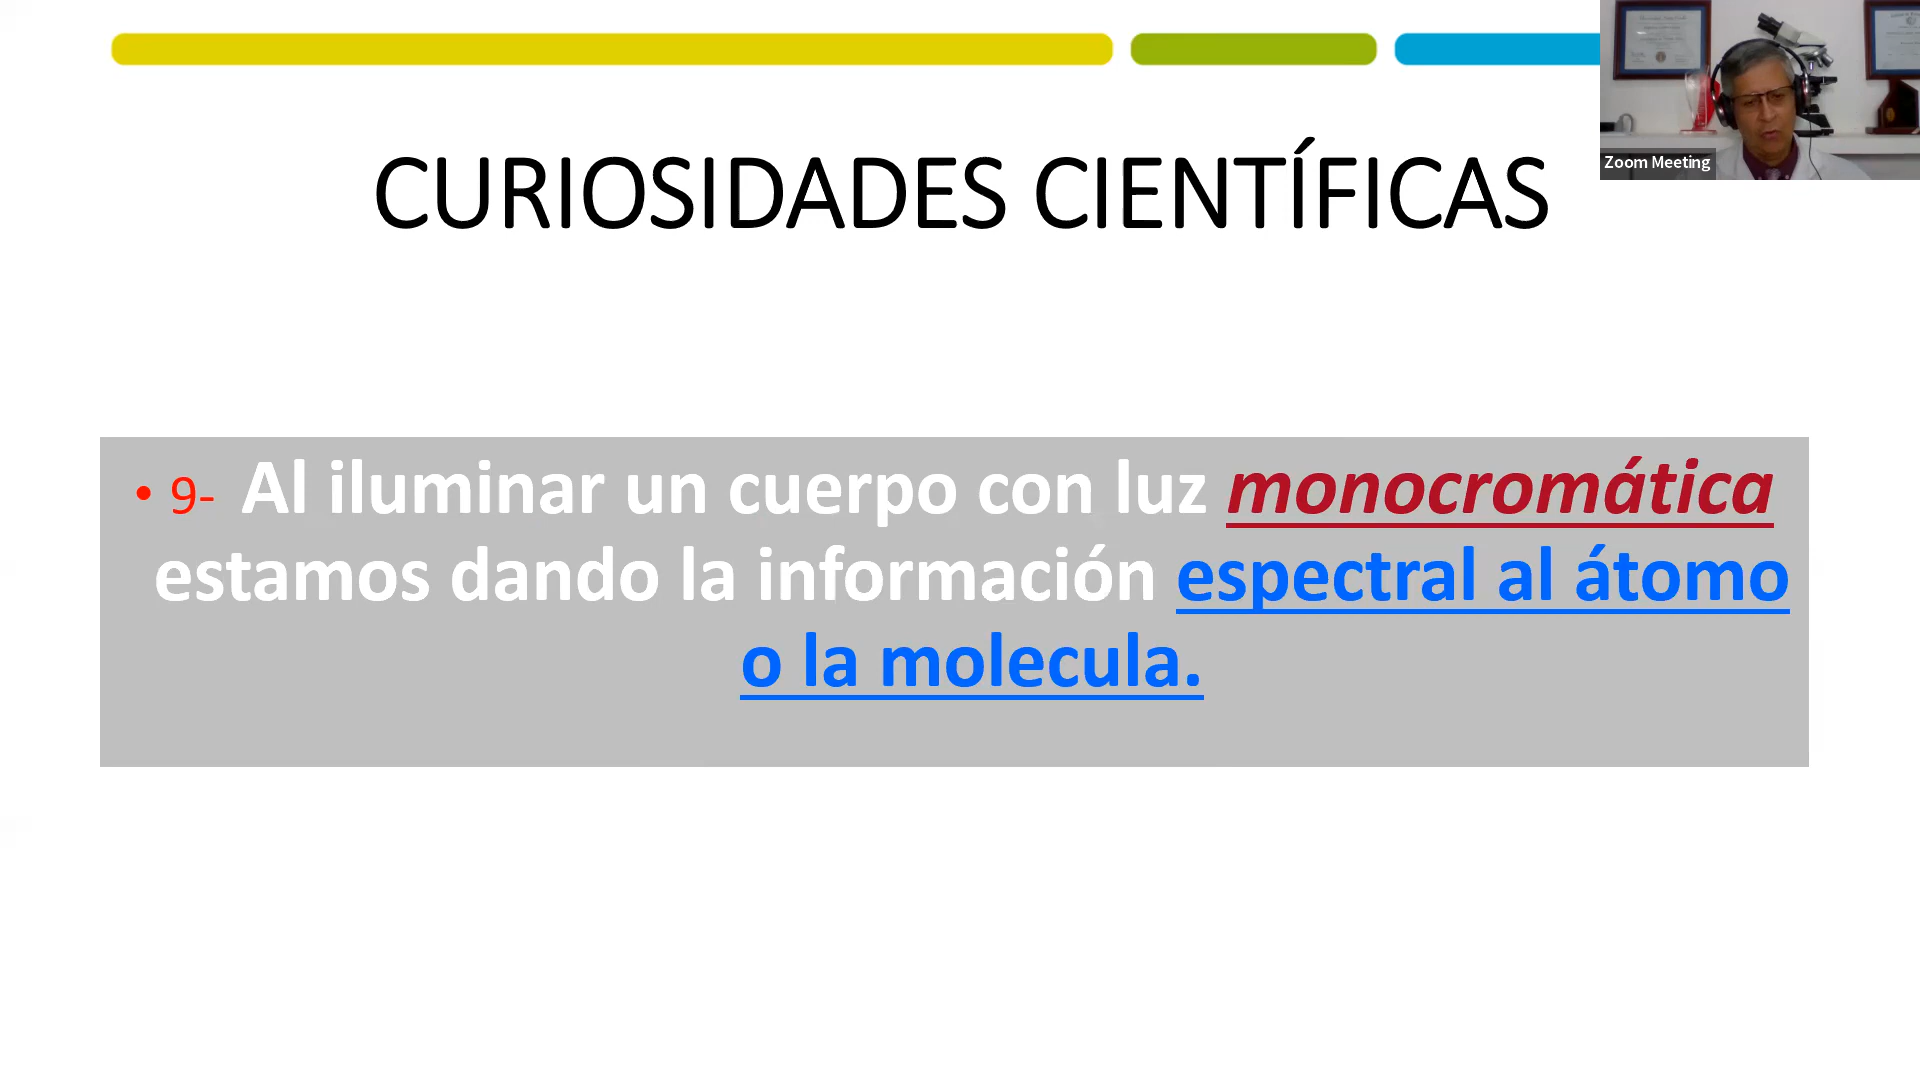 CURIOSIDADES CIENTÍFICAS
Zoom Meeting
• 9- Al iluminar un cuerpo con luz monocromática
estamos dando la información espectral al átomo
o la molecula.